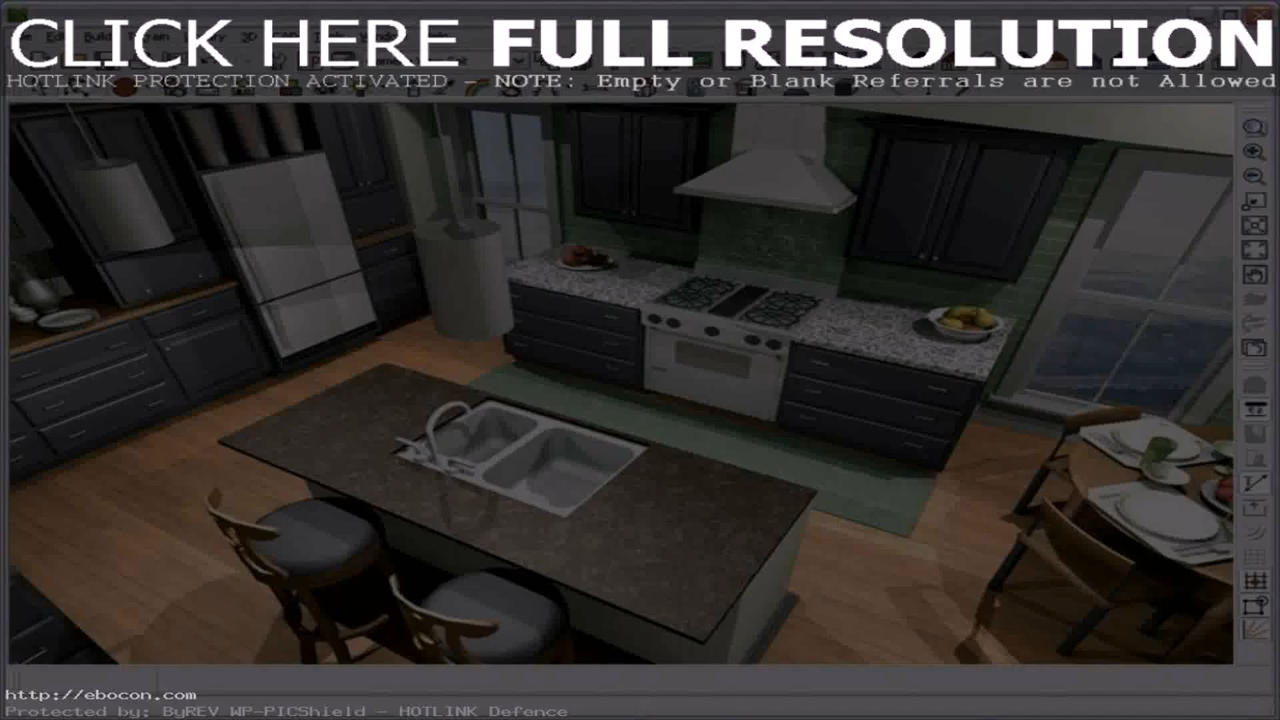 CLICK HERE FULL RESOLUTION
HOTLINK PROTECTION ACTIVATED - NOTE: Empty or Blank Referrals are not Allowed
http://ebocon.com
Protected by: ByREV WP-PICShield - HOTLINK Defence